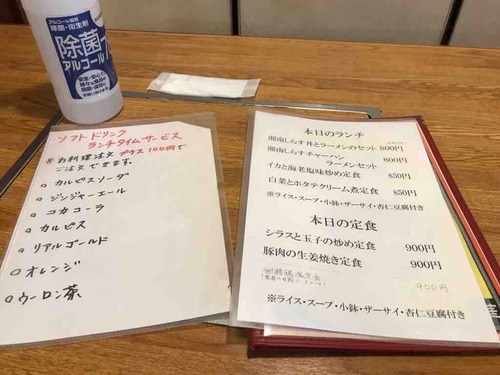 アルコール製剤
除菌・衛生剤
除菌
アルコール
ソフトドリンク
ランチタイムサービス
※お料理注文プラス100円で
ご注文できます。
○カルピスソーダ
○ジンジャーエール
○コカコーラ
○カルピス
○リアルゴールド
○オレンジ
○ウーロン茶
本日のランチ
湘南しらす丼とラーメンのセット 800円
湘南しらすチャーハン
ラーメンセット 800円
イカと海老塩味炒め定食 850円
白菜とホタテクリーム煮定食 850円
※ライス・スープ・小鉢・ザーサイ・杏仁豆腐付き
本日の定食
シラスと玉子の炒め定食 900円
豚肉の生姜焼き定食 900円
900円
※ライス・スープ・小鉢・ザーサイ・杏仁豆腐付き